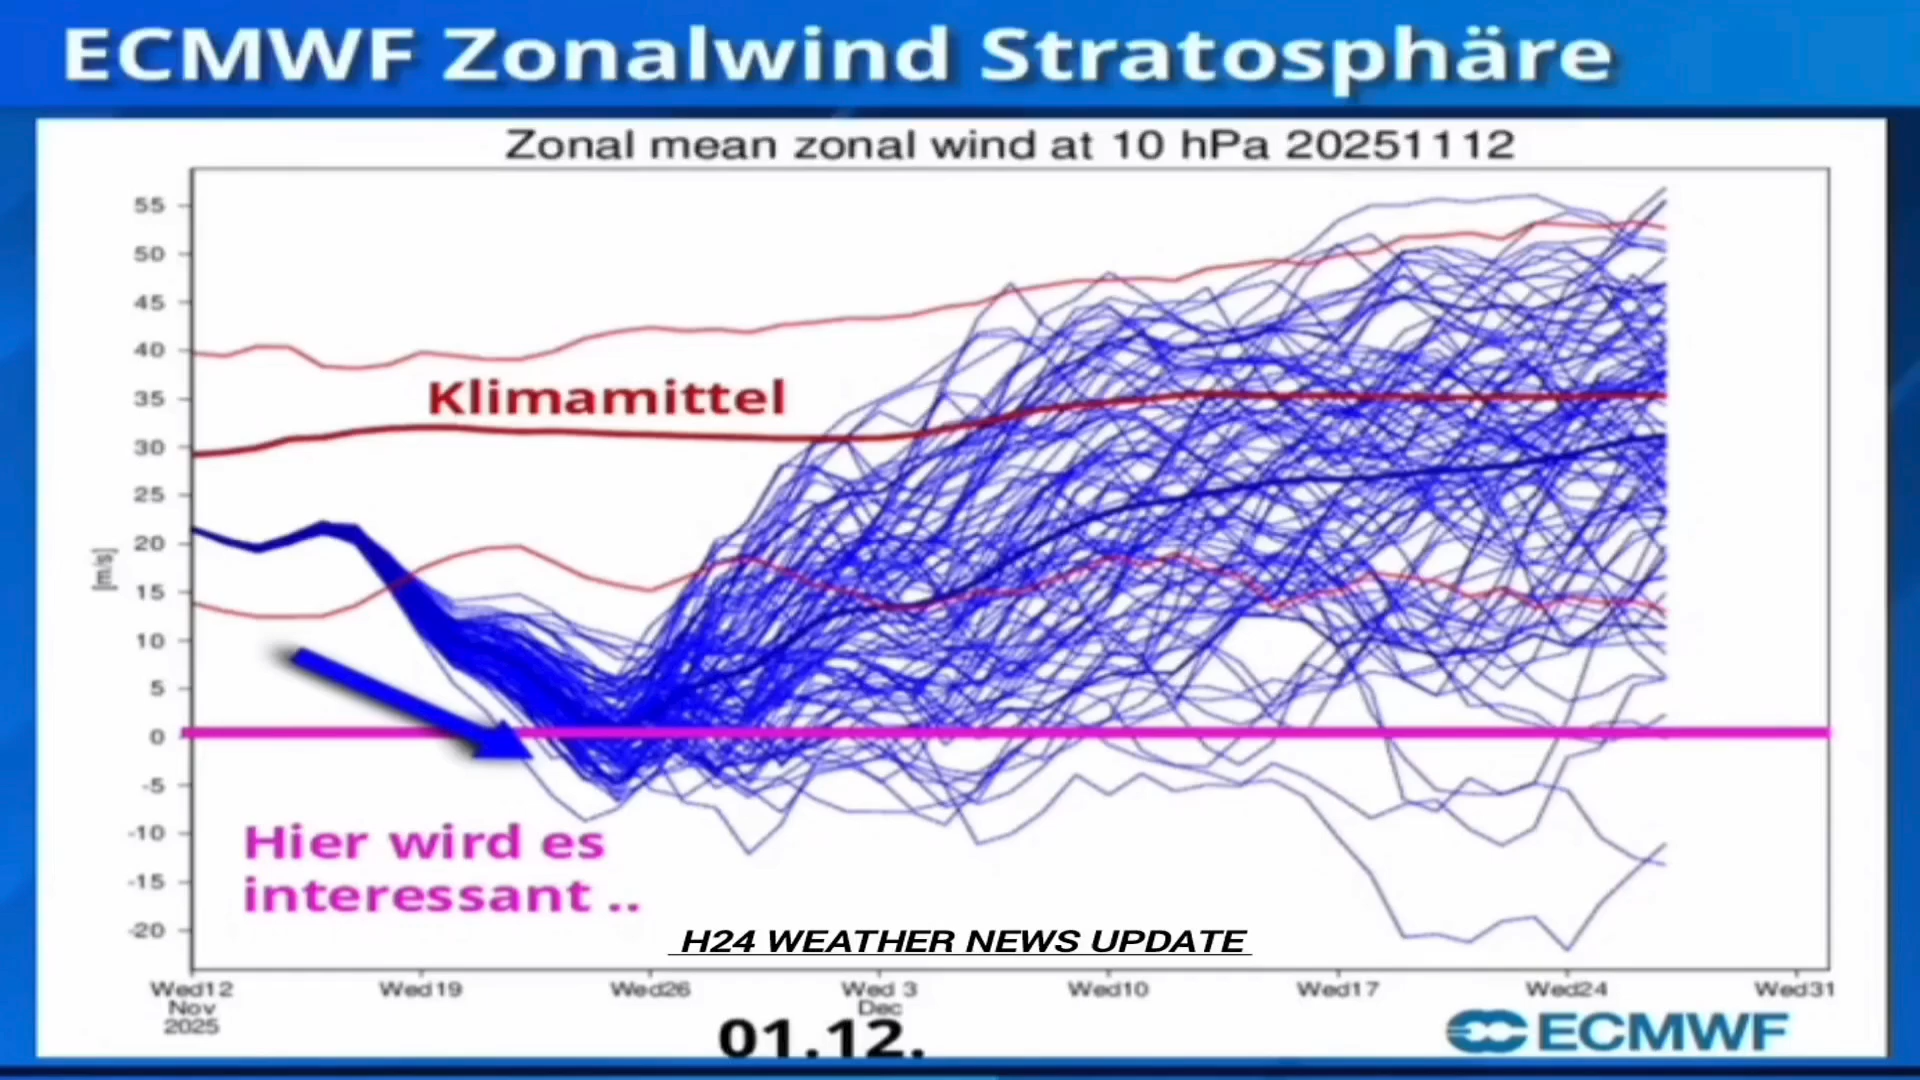 ECMWF Zonalwind Stratosphäre
Zonal mean zonal wind at 10 hPa 20251112
55
50
45
40
35
30
25
20
15
10
5
0
-5
-10
-15
-20
[m/s]
Klimamittel
Hier wird es
interessant ..
H24 WEATHER NEWS UPDATE
Wed12 Wed19 Wed26 Wed 3 Wed10 Wed17 Wed24 Wed31
Nov Dec
2025
01.12.
ECMWF